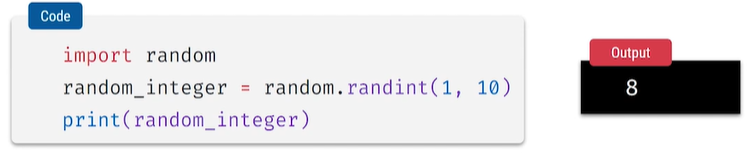 Code
import random
random_integer = random.randint(1, 10)
print(random_integer)
Output
8